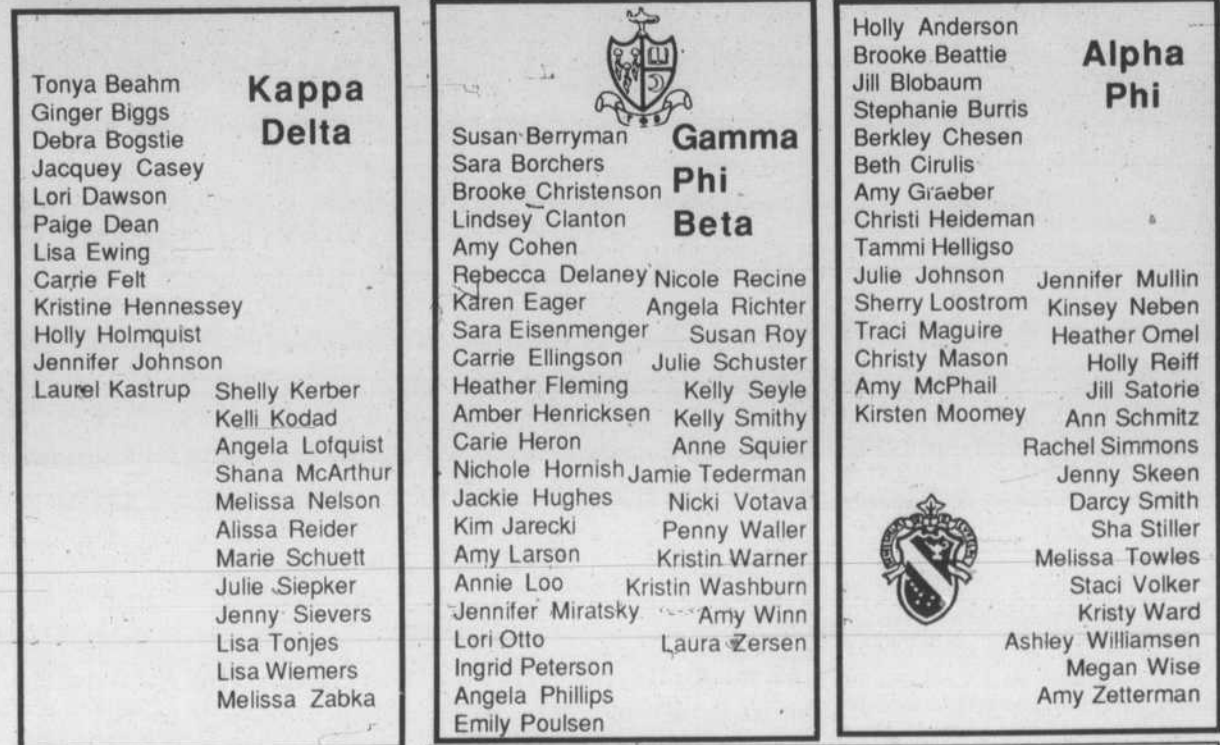 Kappa
Delta
Tonya Beahm
Ginger Biggs
Debra Bogstie
Jacquey Casey
Lori Dawson
Paige Dean
Lisa Ewing
Carrie Felt
Kristine Hennessey
Holly Holmquist
Jennifer Johnson
Laurel Kastrup
Shelly Kerber
Kelli Kodad
Angela Lofquist
Shana McArthur
Melissa Nelson
Alissa Reider
Marie Schuett
Julie Siepker
Jenny Sievers
Lisa Tonjes
Lisa Wiemers
Melissa Zabka
Gamma
Phi
Beta
Susan Berryman
Sara Borchers
Brooke Christenson
Lindsey Clanton
Amy Cohen
Rebecca Delaney
Karen Eager
Sara Eisenmenger
Carrie Ellingson
Heather Fleming
Amber Henricksen
Carie Heron
Nichole Hornish
Jackie Hughes
Kim Jarecki
Amy Larson
Annie Loo
Jennifer Miratsky
Lori Otto
Ingrid Peterson
Angela Phillips
Emily Poulsen
Nicole Recine
Angela Richter
Susan Roy
Julie Schuster
Kelly Seyle
Kelly Smithy
Anne Squier
Jamie Tederman
Nicki Votava
Penny Waller
Kristin Warner
Kristin Washburn
Amy Winn
Laura Zersen
Alpha
Phi
Holly Anderson
Brooke Beattie
Jill Blobaum
Stephanie Burris
Berkley Chesen
Beth Cirulis
Amy Graeber
Christi Heideman
Tammi Helligso
Julie Johnson
Sherry Loostrom
Traci Maguire
Christy Mason
Amy McPhail
Kirsten Moomey
Jennifer Mullin
Kinsey Neben
Heather Omel
Holly Reiff
Jill Satorie
Ann Schmitz
Rachel Simmons
Jenny Skeen
Darcy Smith
Sha Stiller
Melissa Towles
Staci Volker
Kristy Ward
Ashley Williamsen
Megan Wise
Amy Zetterman